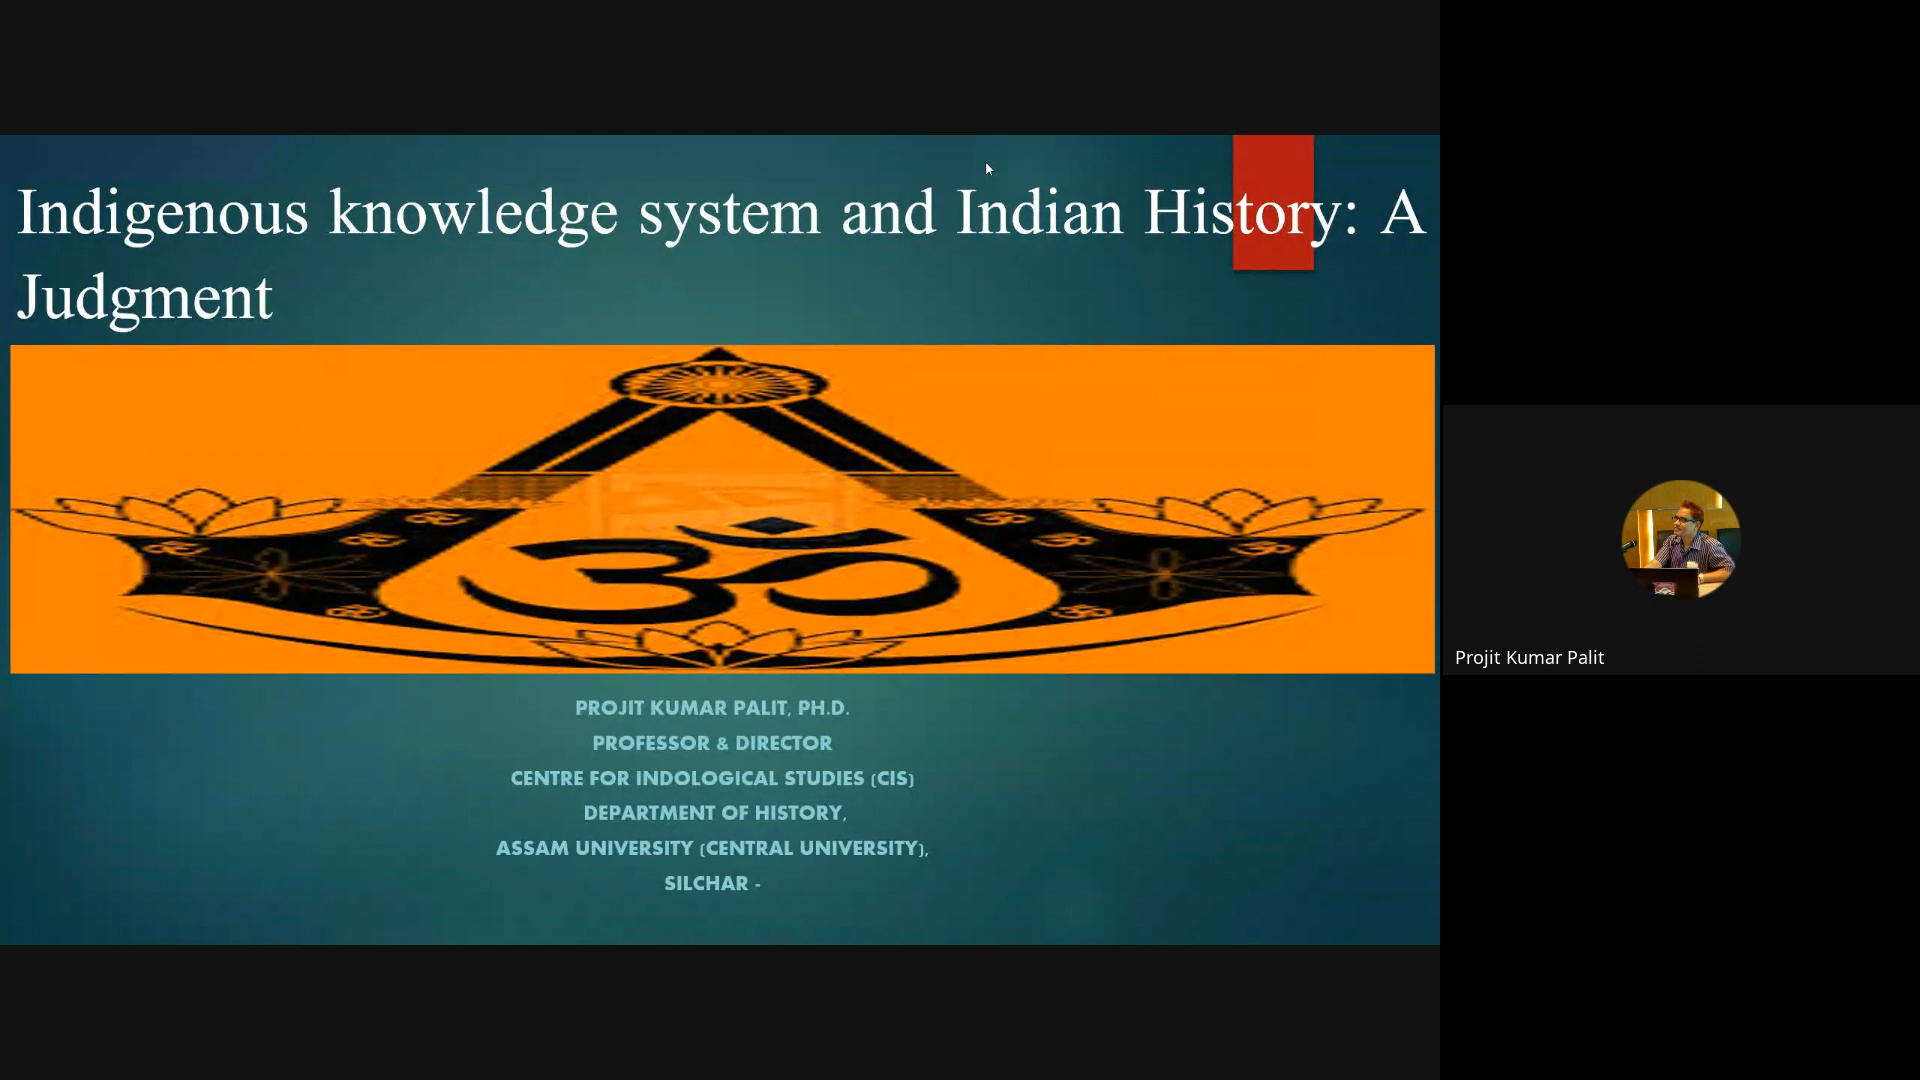 Indigenous knowledge system and Indian History: A
Judgment
ॐ
PROJIT KUMAR PALIT, PH.D.
PROFESSOR & DIRECTOR
CENTRE FOR INDOLOGICAL STUDIES (CIS)
DEPARTMENT OF HISTORY,
ASSAM UNIVERSITY (CENTRAL UNIVERSITY),
SILCHAR -
Projit Kumar Palit